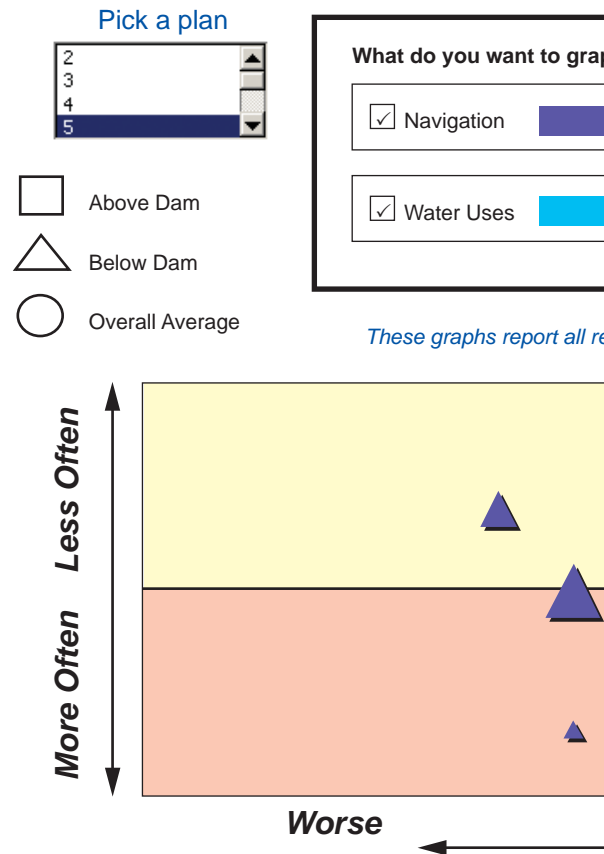 Pick a plan
2
3
4
5
Above Dam
Below Dam
Overall Average
What do you want to grap
Navigation
Water Uses
These graphs report all re
Less Often
More Often
Worse